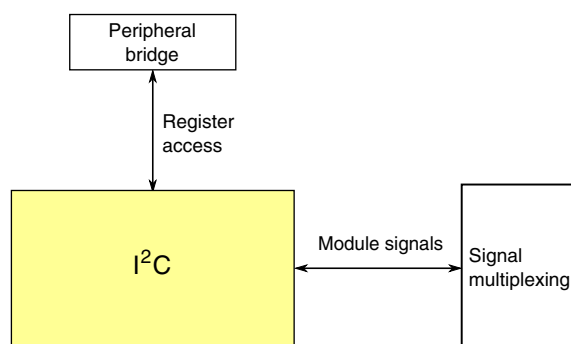 Peripheral
bridge
Register
access
I²C
Module signals
Signal
multiplexing